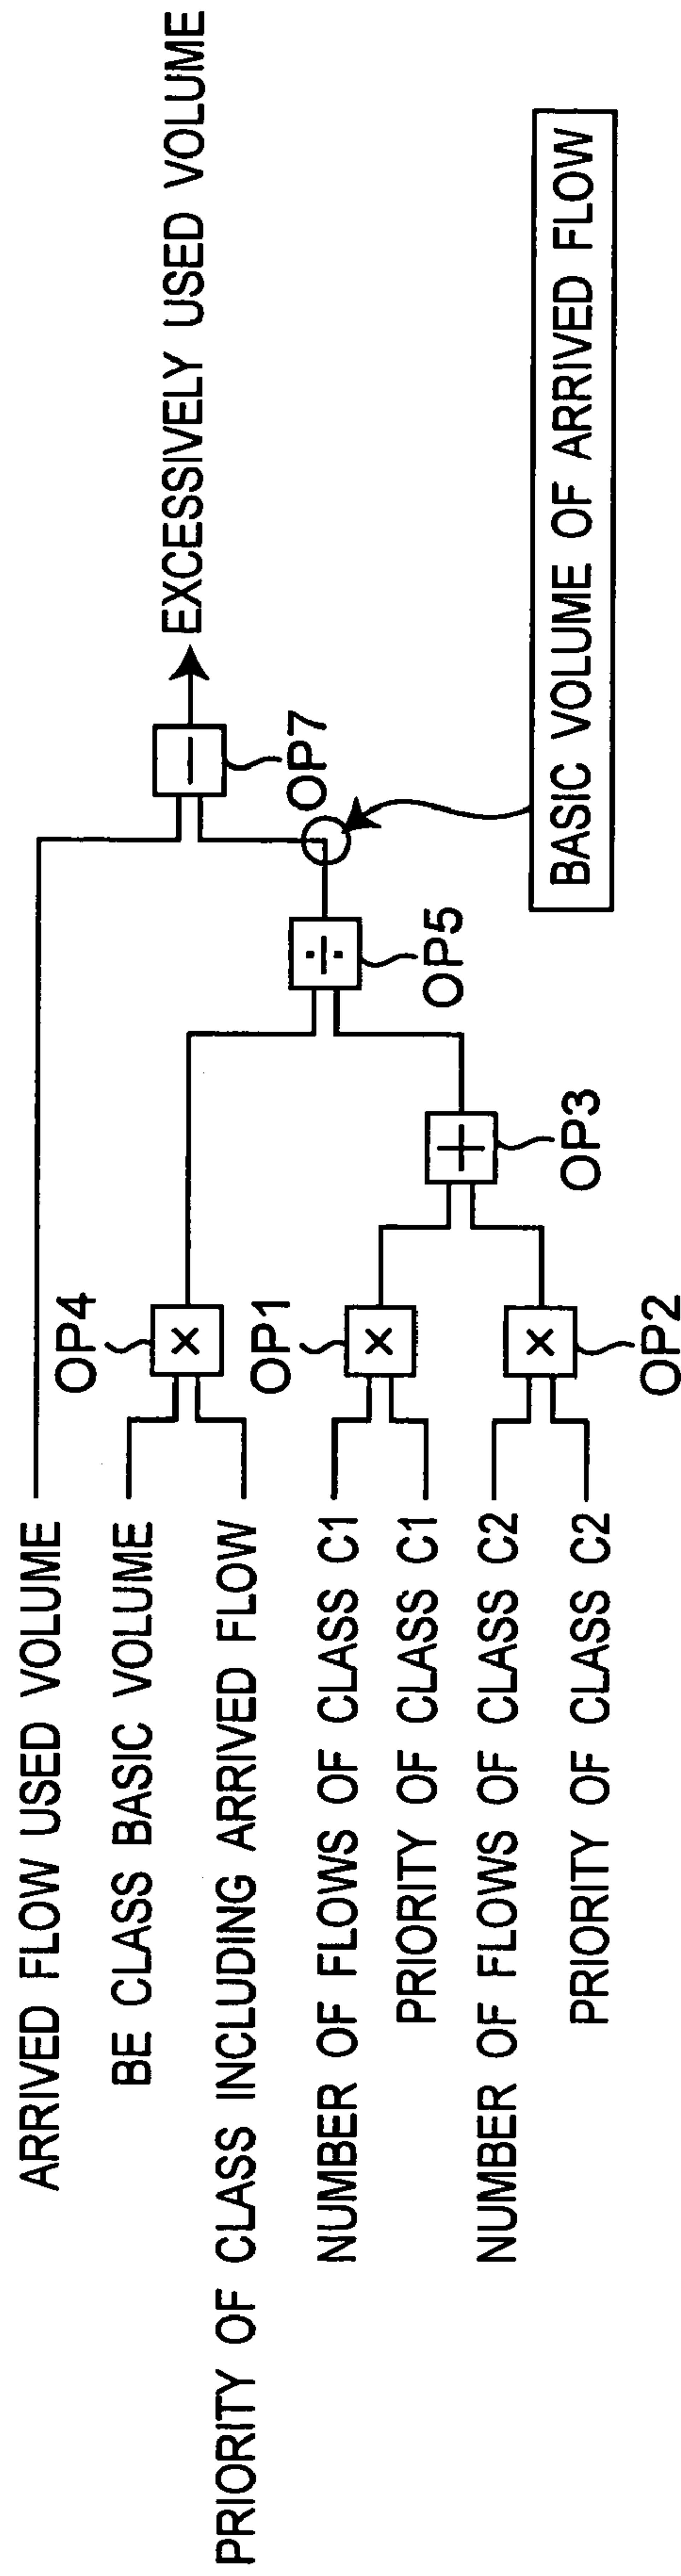 ARRIVED FLOW USED VOLUME
BE CLASS BASIC VOLUME
PRIORITY OF CLASS INCLUDING ARRIVED FLOW
NUMBER OF FLOWS OF CLASS C1
PRIORITY OF CLASS C1
NUMBER OF FLOWS OF CLASS C2
PRIORITY OF CLASS C2
OP4
×
OP1
×
×
OP2
+
OP3
÷
OP5
−
OP7
EXCESSIVELY USED VOLUME
BASIC VOLUME OF ARRIVED FLOW